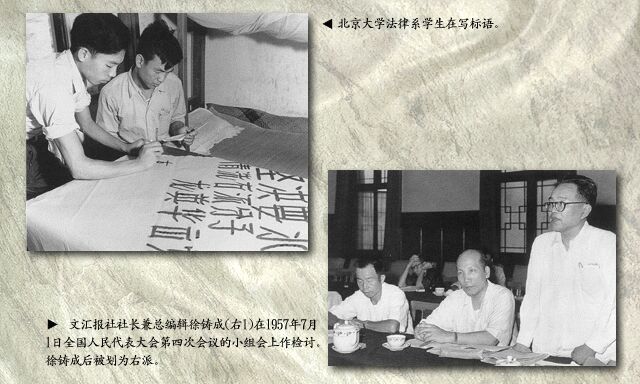 ◀ 北京大学法律系学生在写标语。
▶ 文汇报社社长兼总编辑徐铸成(右1)在1957年7月
1日全国人民代表大会第四次会议的小组会上作检讨。
徐铸成后被划为右派。